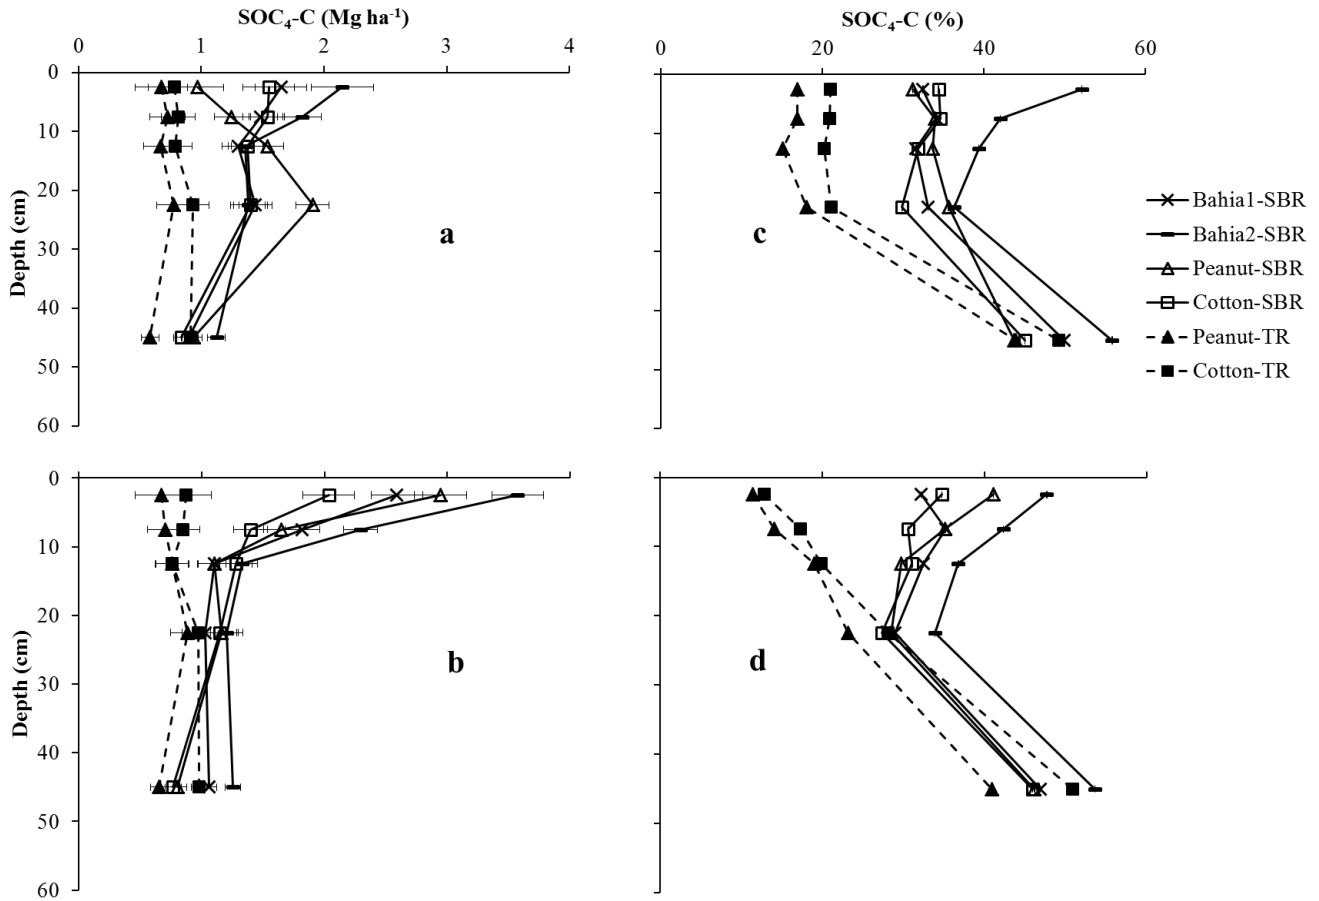 SOC4-C (Mg ha-1)
0 1 2 3 4
0
10
20
30
40
50
60
Depth (cm)
a
SOC4-C (%)
0 20 40 60
c
Bahia1-SBR
Bahia2-SBR
Peanut-SBR
Cotton-SBR
Peanut-TR
Cotton-TR
0
10
20
30
40
50
60
Depth (cm)
b
d